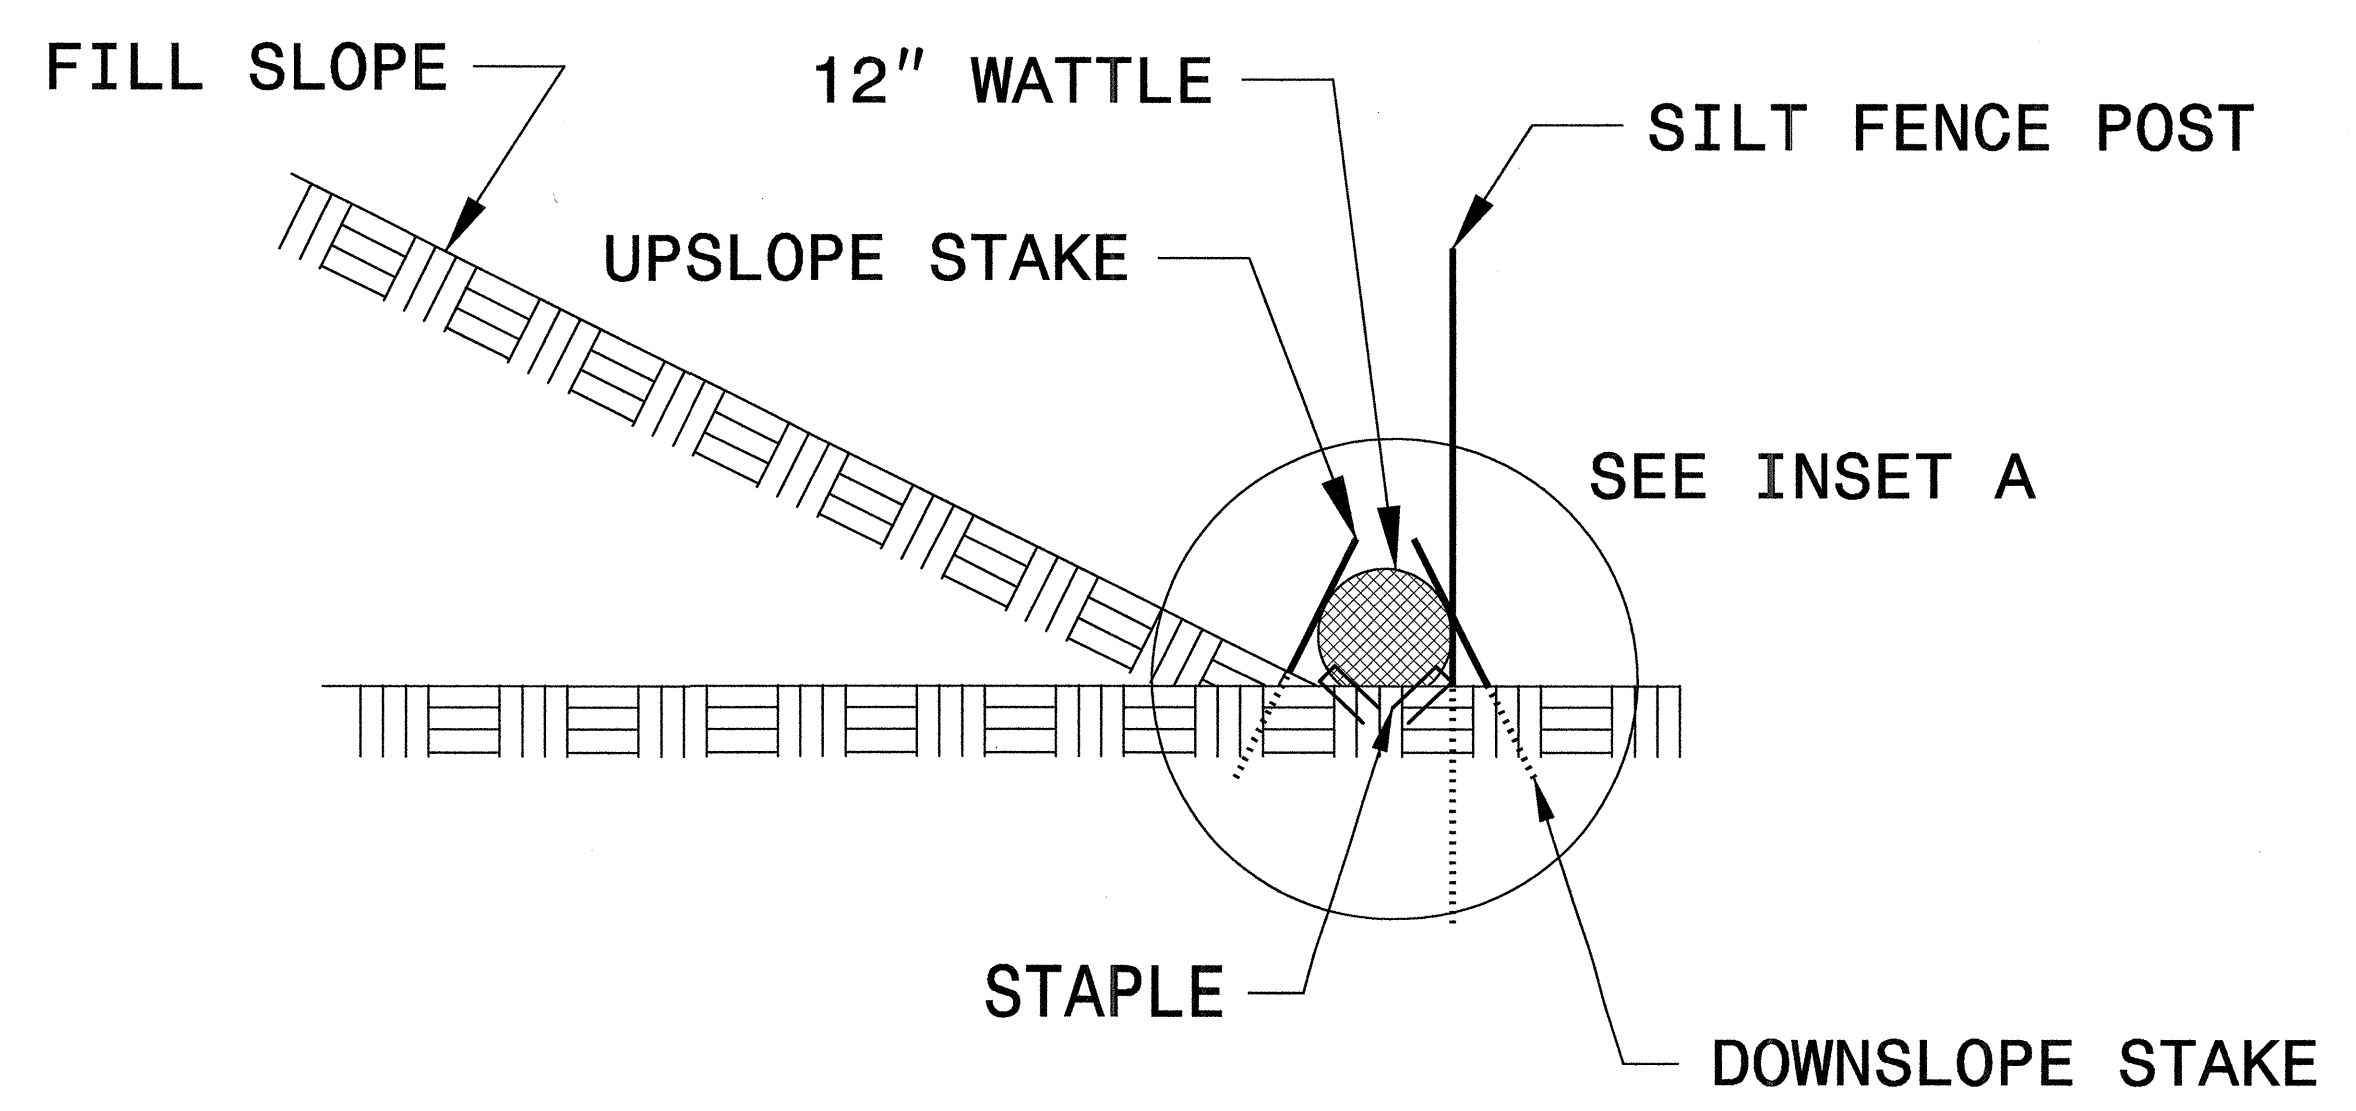 FILL SLOPE
12" WATTLE
SILT FENCE POST
UPSLOPE STAKE
SEE INSET A
STAPLE
DOWNSLOPE STAKE